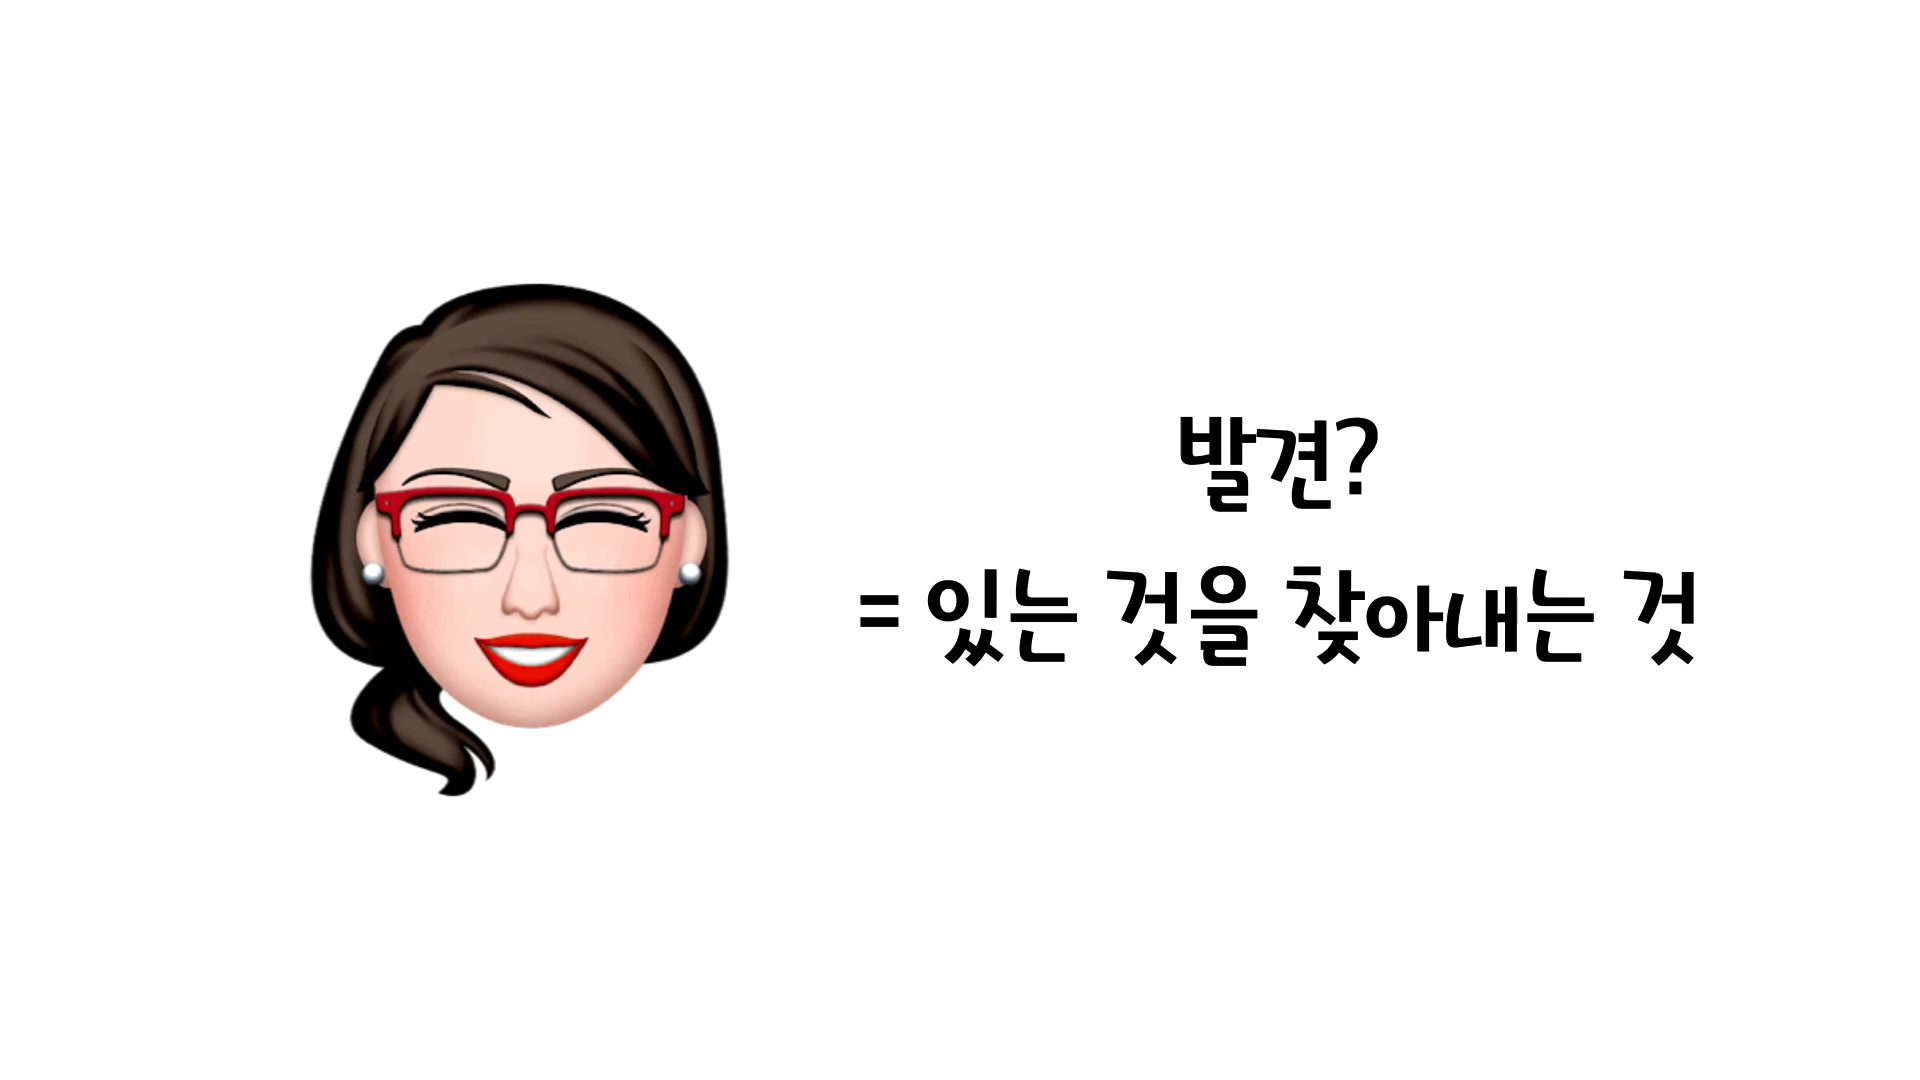 발견?
= 있는 것을 찾아내는 것